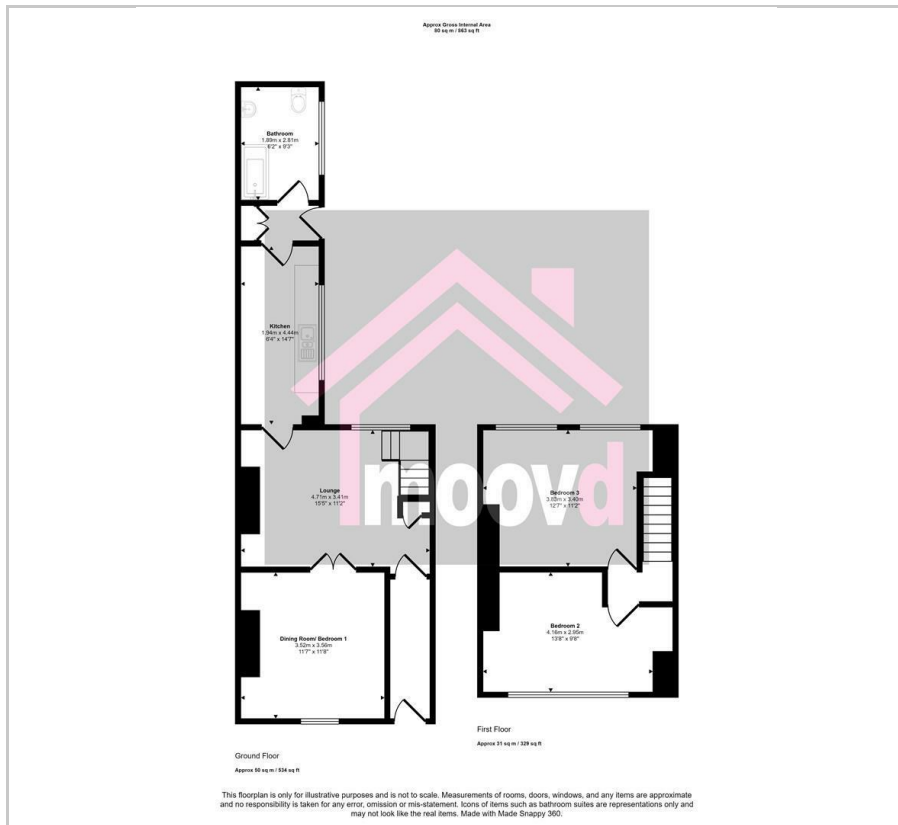 Approx Gross Internal Area
80 sq m / 863 sq ft
Bathroom
1.89m x 2.81m
6'2" x 9'3"
Kitchen
1.94m x 4.44m
6'4" x 14'7"
Lounge
4.71m x 3.41m
15'5" x 11'2"
moovd
Bedroom 3
3.83m x 3.40m
12'7" x 11'2"
Dining Room/ Bedroom 1
3.52m x 3.56m
11'7" x 11'8"
Bedroom 2
4.16m x 2.95m
13'8" x 9'8"
First Floor
Approx 31 sq m / 329 sq ft
Ground Floor
Approx 50 sq m / 534 sq ft
This floorplan is only for illustrative purposes and is not to scale. Measurements of rooms, doors, windows, and any items are approximate
and no responsibility is taken for any error, omission or mis-statement. Icons of items such as bathroom suites are representations only and
may not look like the real items. Made with Made Snappy 360.